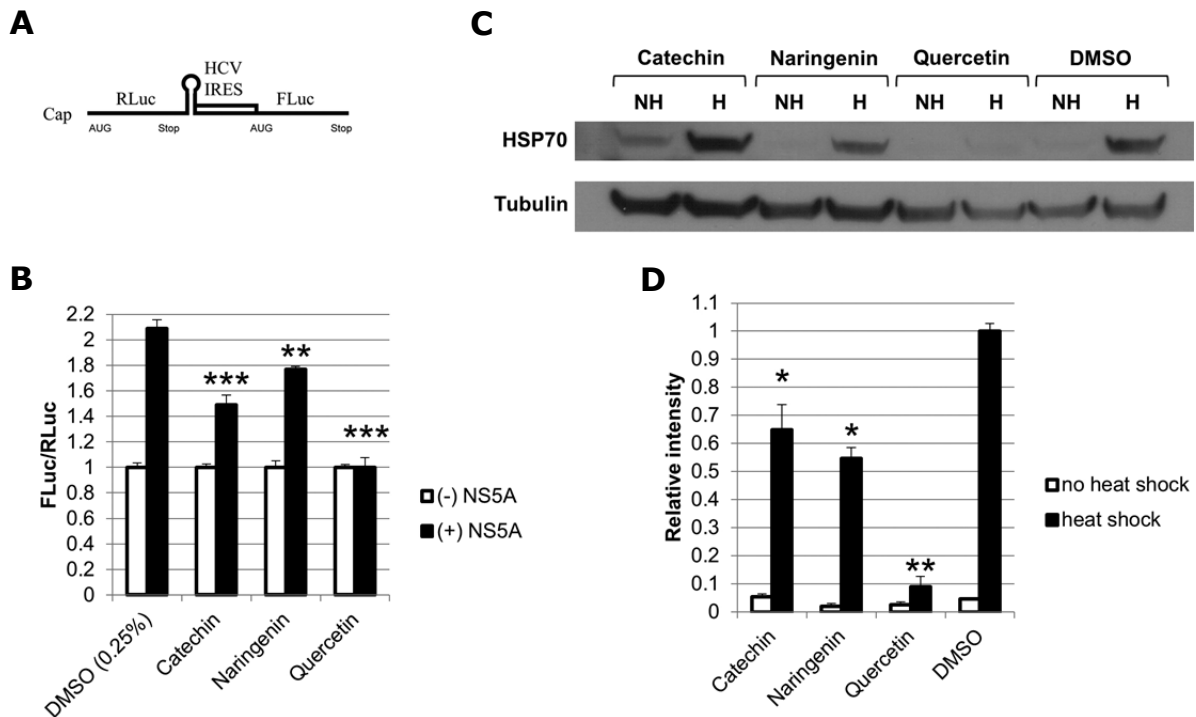 A
HCV
IRES
RLuc
FLuc
Cap
AUG
Stop
AUG
Stop
B
FLuc/RLuc
2.2
2
1.8
1.6
1.4
1.2
1
0.8
0.6
0.4
0.2
0
***
**
***
DMSO (0.25%)
Catechin
Naringenin
Quercetin
(-) NS5A
(+) NS5A
C
Catechin Naringenin Quercetin DMSO
NH H NH H NH H NH H
HSP70
Tubulin
D
Relative intensity
1.1
1
0.9
0.8
0.7
0.6
0.5
0.4
0.3
0.2
0.1
0
*
*
**
Catechin
Naringenin
Quercetin
DMSO
no heat shock
heat shock